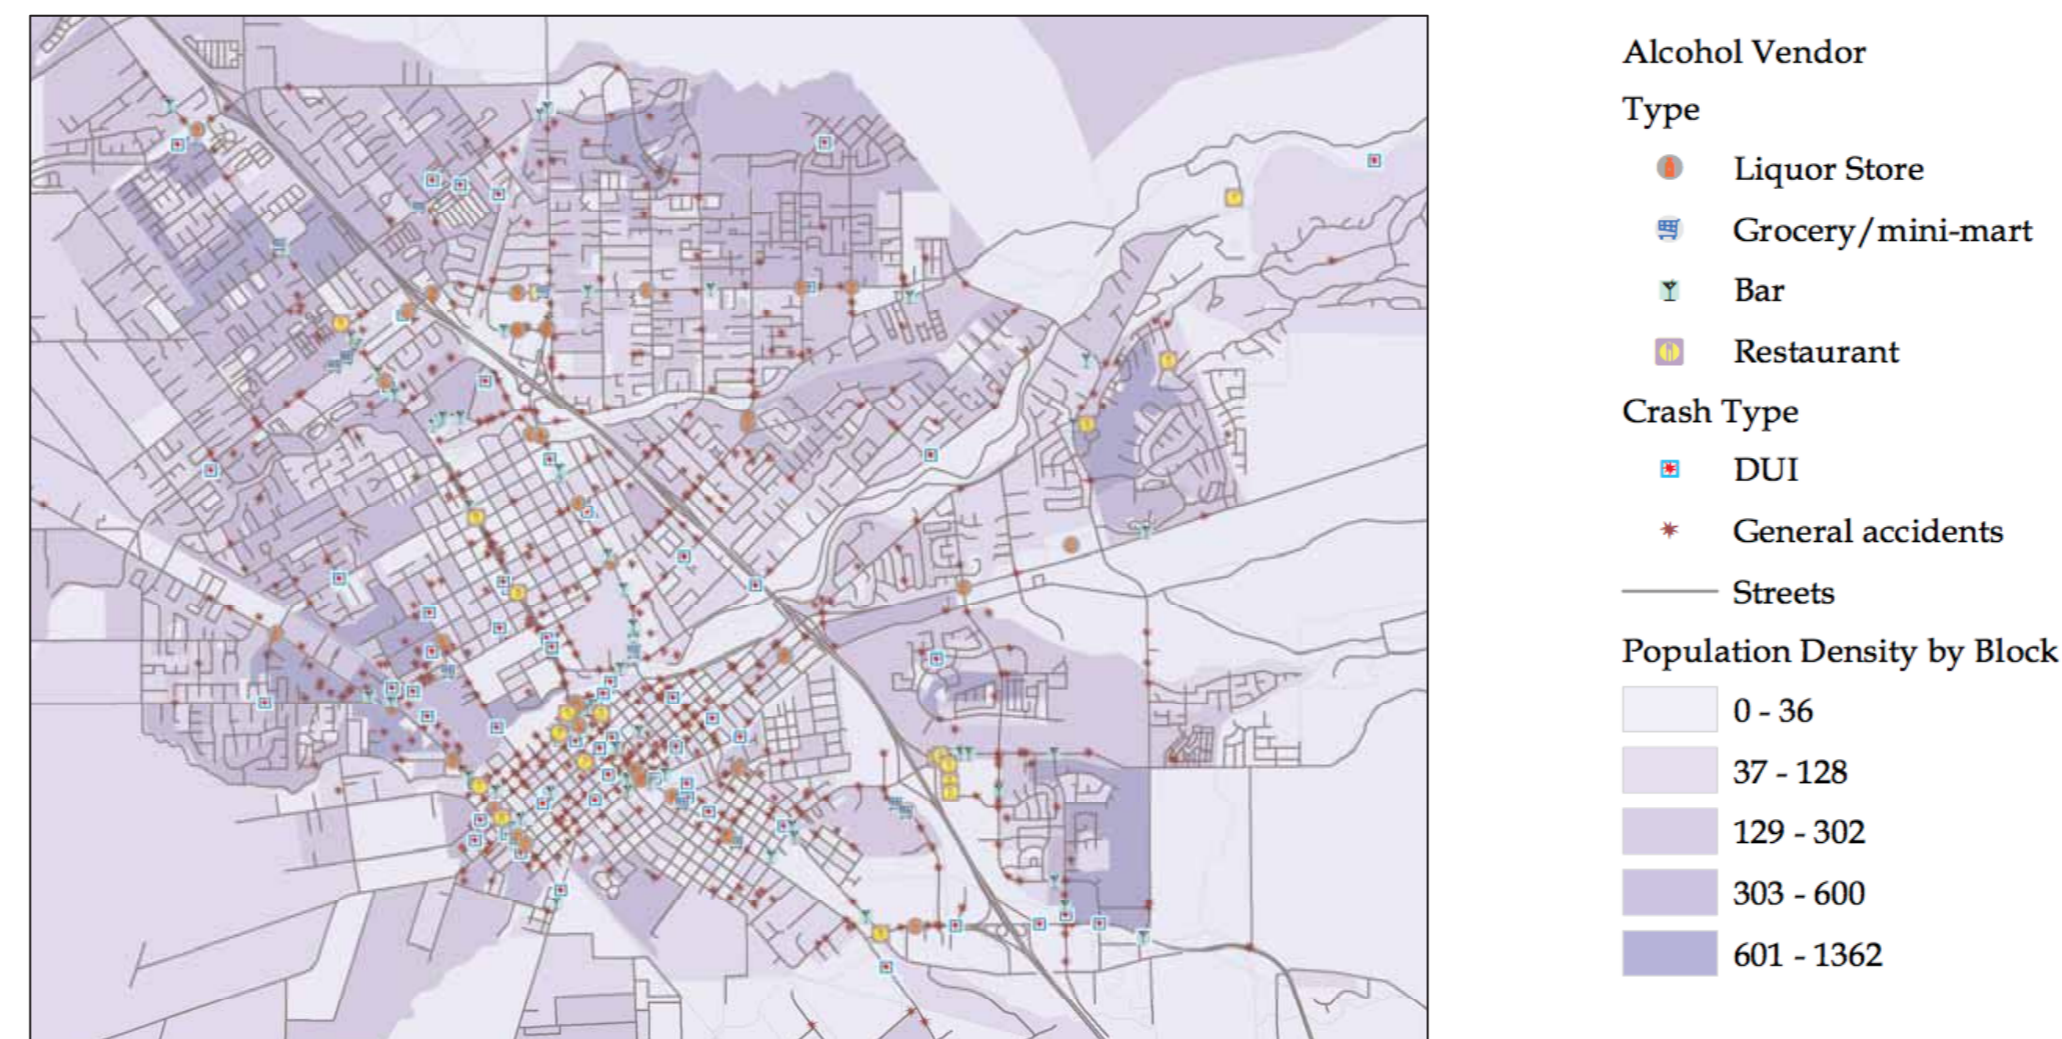 Alcohol Vendor
Type
Liquor Store
Grocery/mini-mart
Bar
Restaurant
Crash Type
DUI
General accidents
Streets
Population Density by Block
0 - 36
37 - 128
129 - 302
303 - 600
601 - 1362